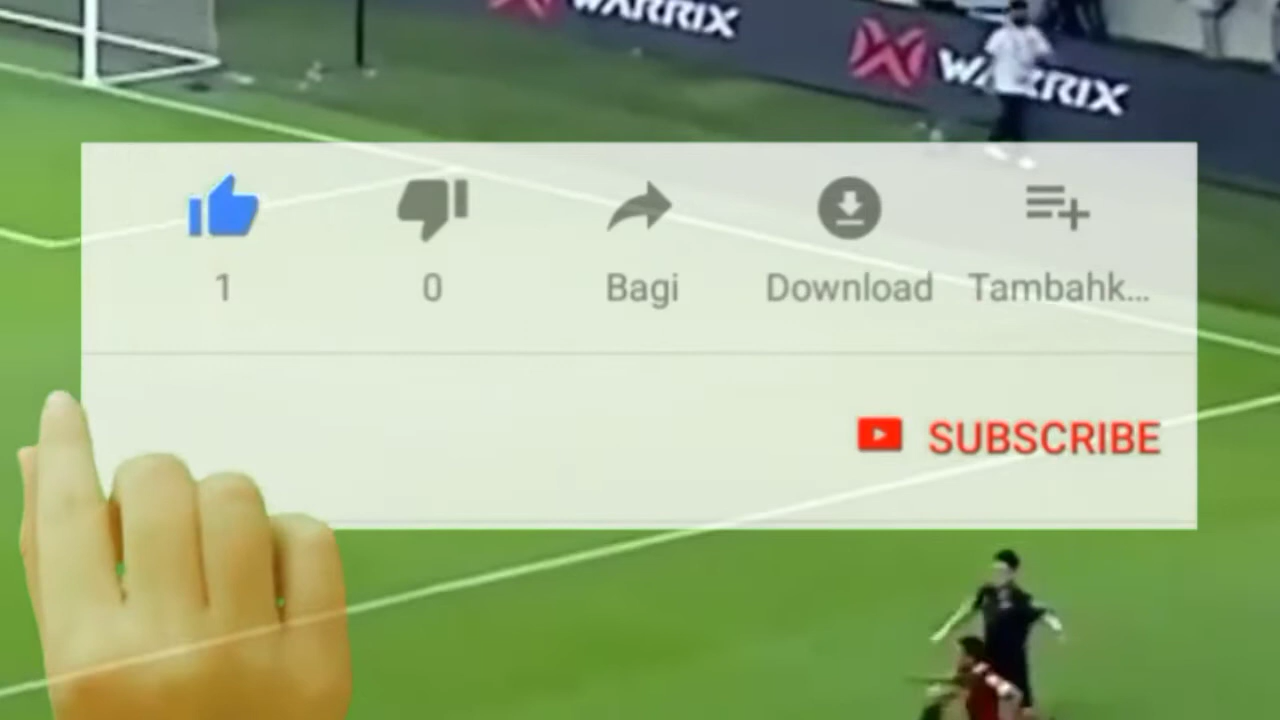 WARRIX
WARRIX
1
0
Bagi
Download
Tambahk...
SUBSCRIBE